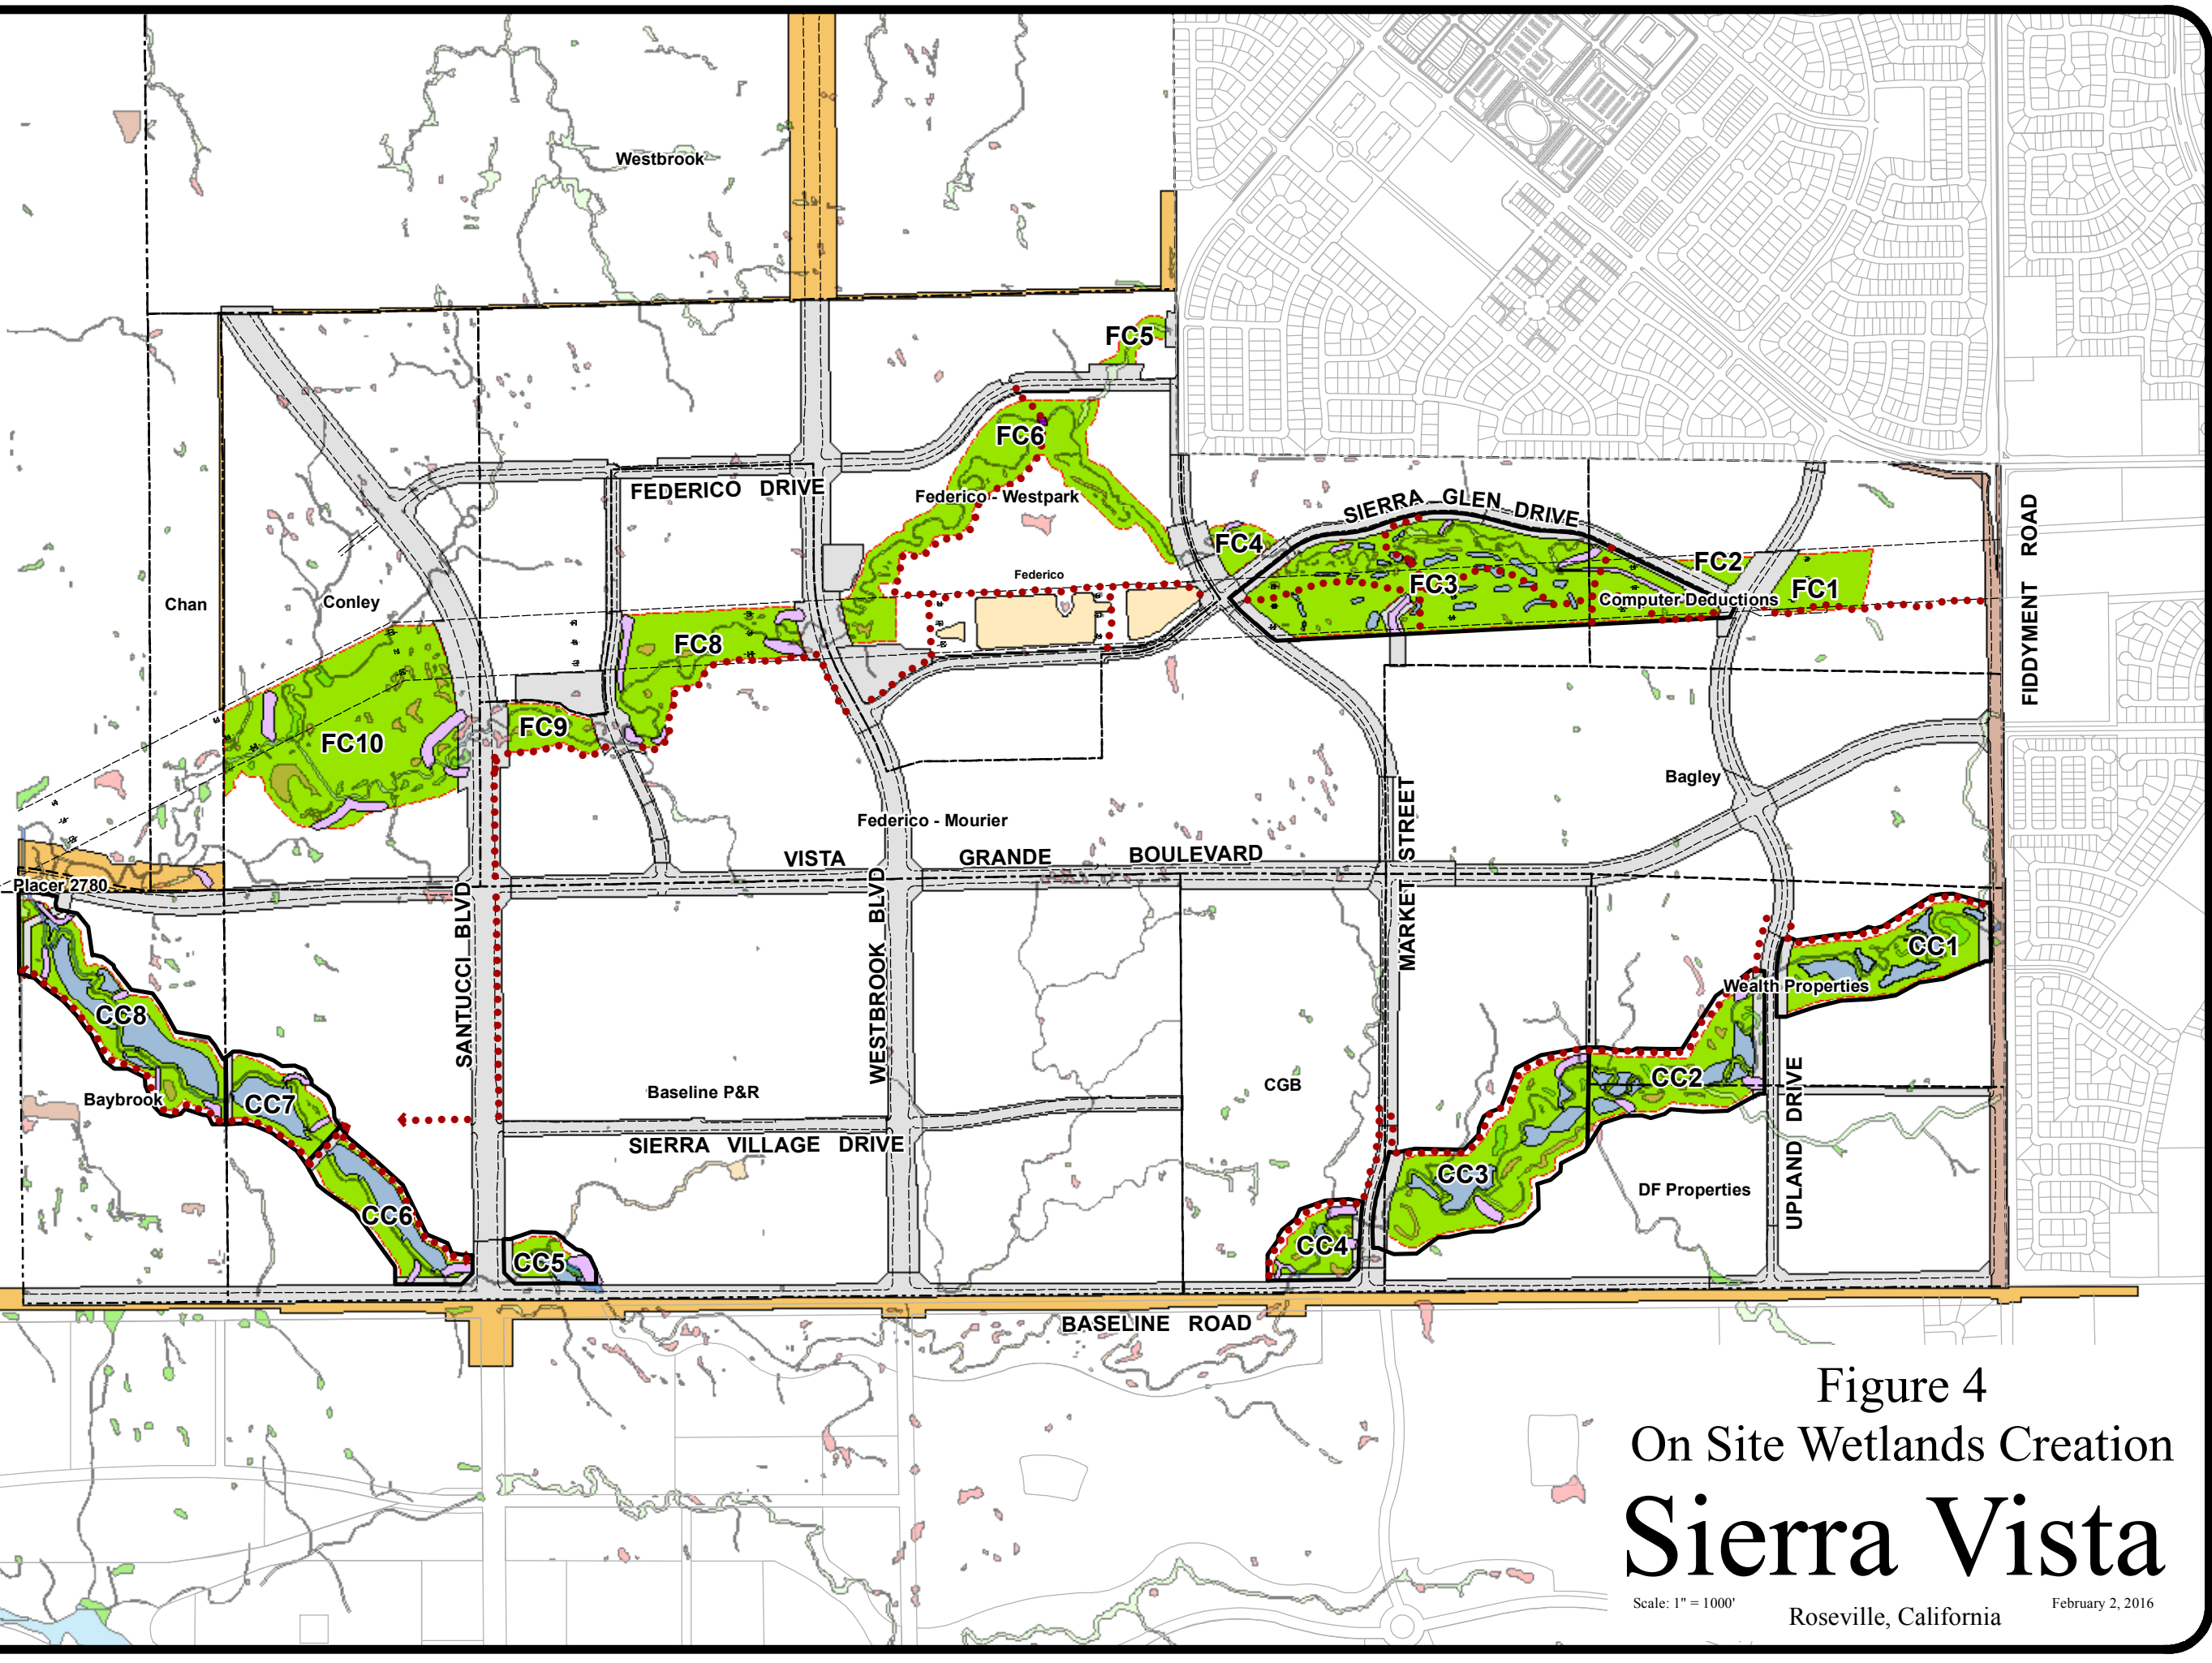 Westbrook
FC5
FC6
FEDERICO DRIVE
Federico - Westpark
SIERRA GLEN DRIVE
FIDDYMENT ROAD
FC4
FC2
Federico
FC3
FC1
Computer Deductions
Chan
Conley
FC8
FC9
FC10
Bagley
MARKET STREET
Federico - Mourier
VISTA GRANDE BOULEVARD
Placer 2780
SANTUCCI BLVD
WESTBROOK BLVD
MARKET STREET
CC1
Wealth Properties
CC8
CC2
Baybrook
CC7
Baseline P&R
CGB
UPLAND DRIVE
SIERRA VILLAGE DRIVE
CC3
DF Properties
CC6
CC5
CC4
BASELINE ROAD
Figure 4
On Site Wetlands Creation
Sierra Vista
Scale: 1" = 1000'
Roseville, California
February 2, 2016